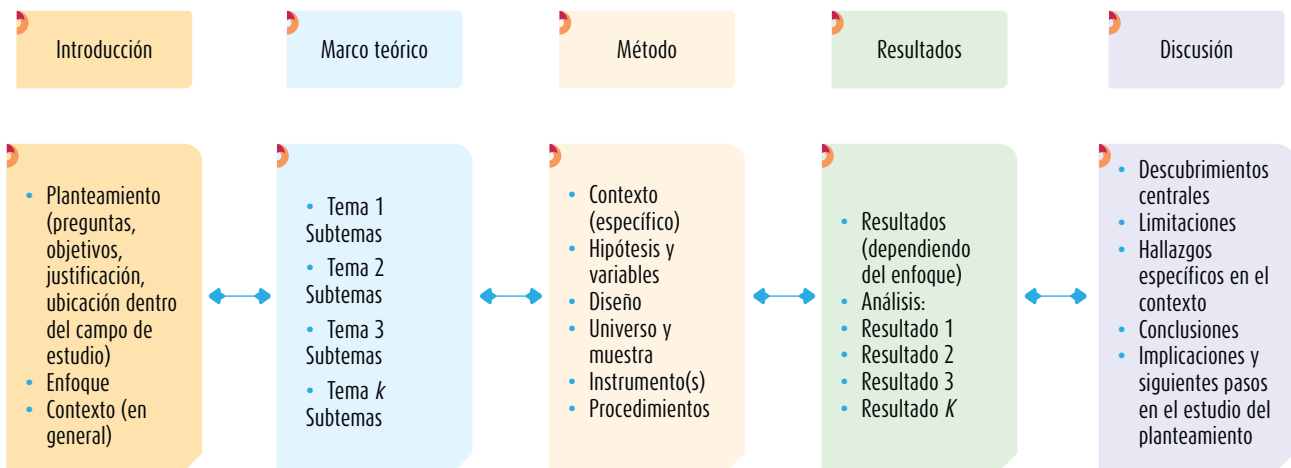 Introducción
Marco teórico
Método
Resultados
Discusión
• Planteamiento
(preguntas,
objetivos,
justificación,
ubicación dentro
del campo de
estudio)
• Enfoque
• Contexto (en
general)
• Tema 1
Subtemas
• Tema 2
Subtemas
• Tema 3
Subtemas
• Tema k
Subtemas
• Contexto
(específico)
• Hipótesis y
variables
• Diseño
• Universo y
muestra
• Instrumento(s)
• Procedimientos
• Resultados
(dependiendo
del enfoque)
• Análisis:
• Resultado 1
• Resultado 2
• Resultado 3
• Resultado K
• Descubrimientos
centrales
• Limitaciones
• Hallazgos
específicos en el
contexto
• Conclusiones
• Implicaciones y
siguientes pasos
en el estudio del
planteamiento